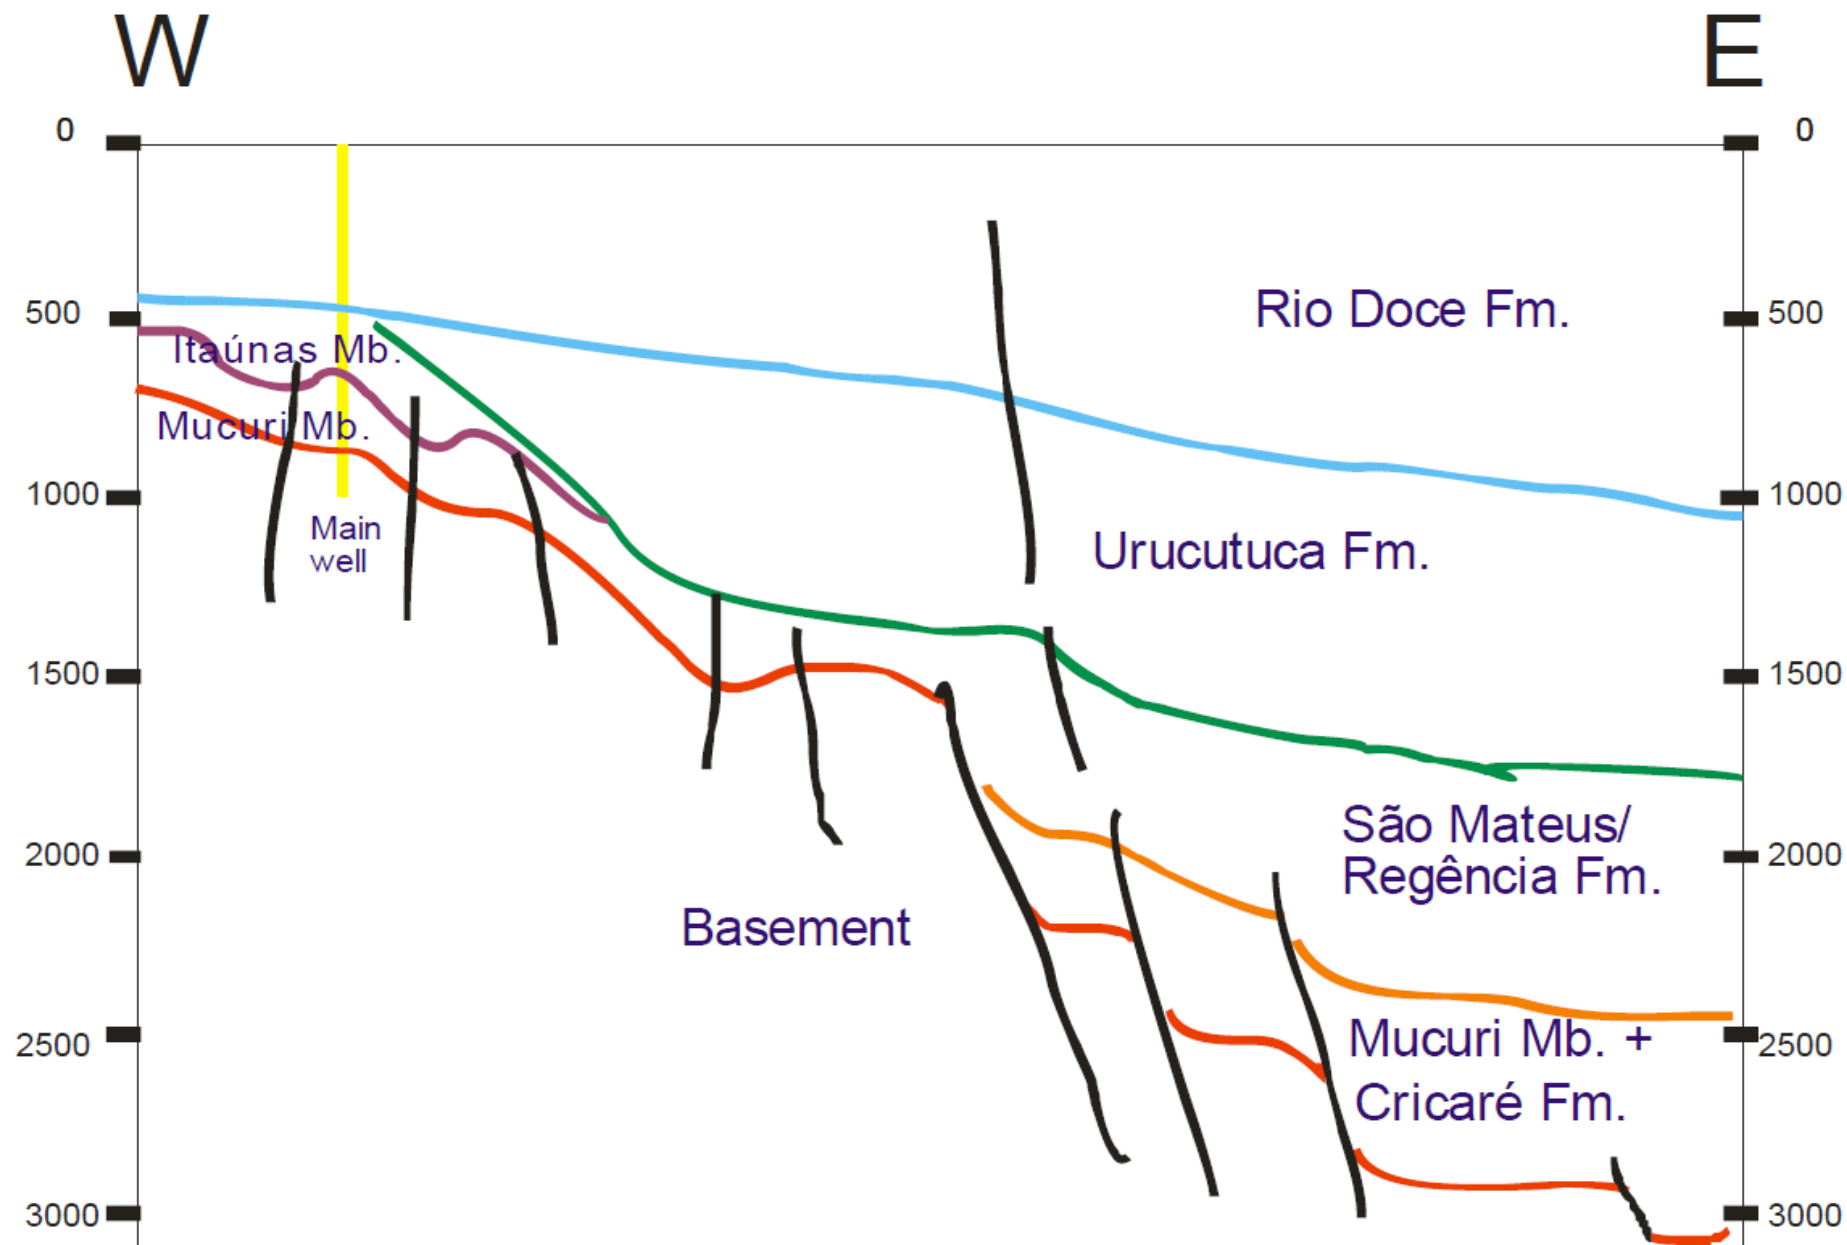 W
E
0
0
500
500
Rio Doce Fm.
Itaúnas Mb.
Mucuri Mb.
1000
1000
Main
well
Urucutuca Fm.
1500
1500
São Mateus/
Regência Fm.
2000
2000
Basement
2500
2500
Mucuri Mb. +
Cricaré Fm.
3000
3000